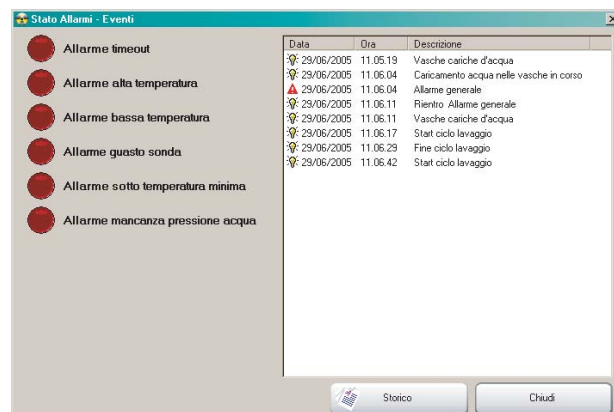 Stato Allarmi - Eventi
Allarme timeout
Allarme alta temperatura
Allarme bassa temperatura
Allarme guasto sonda
Allarme sotto temperatura minima
Allarme mancanza pressione acqua
Data Ora Descrizione
29/06/2005 11.05.19 Vasche cariche d'acqua
29/06/2005 11.06.04 Caricamento acqua nelle vasche in corso
29/06/2005 11.06.04 Allarme generale
29/06/2005 11.06.11 Rientro Allarme generale
29/06/2005 11.06.11 Vasche cariche d'acqua
29/06/2005 11.06.17 Start ciclo lavaggio
29/06/2005 11.06.29 Fine ciclo lavaggio
29/06/2005 11.06.42 Start ciclo lavaggio
Storico
Chiudi